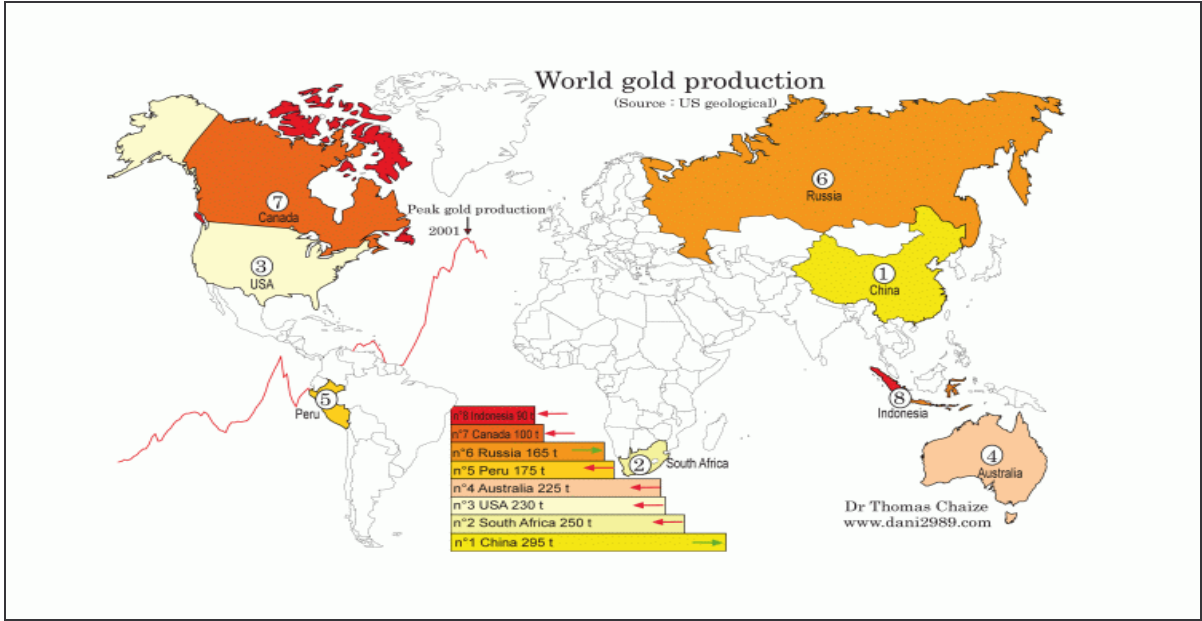 World gold production
(Source : US geological)
6
Russia
7
Canada
Peak gold production
2001
3
USA
1
China
5
Peru
8
Indonesia
n°8 Indonesia 90 t
n°7 Canada 100 t
n°6 Russia 165 t
n°5 Peru 175 t
n°4 Australia 225 t
n°3 USA 230 t
n°2 South Africa 250 t
n°1 China 295 t
2
South Africa
4
Australia
Dr Thomas Chaize
www.dani2989.com